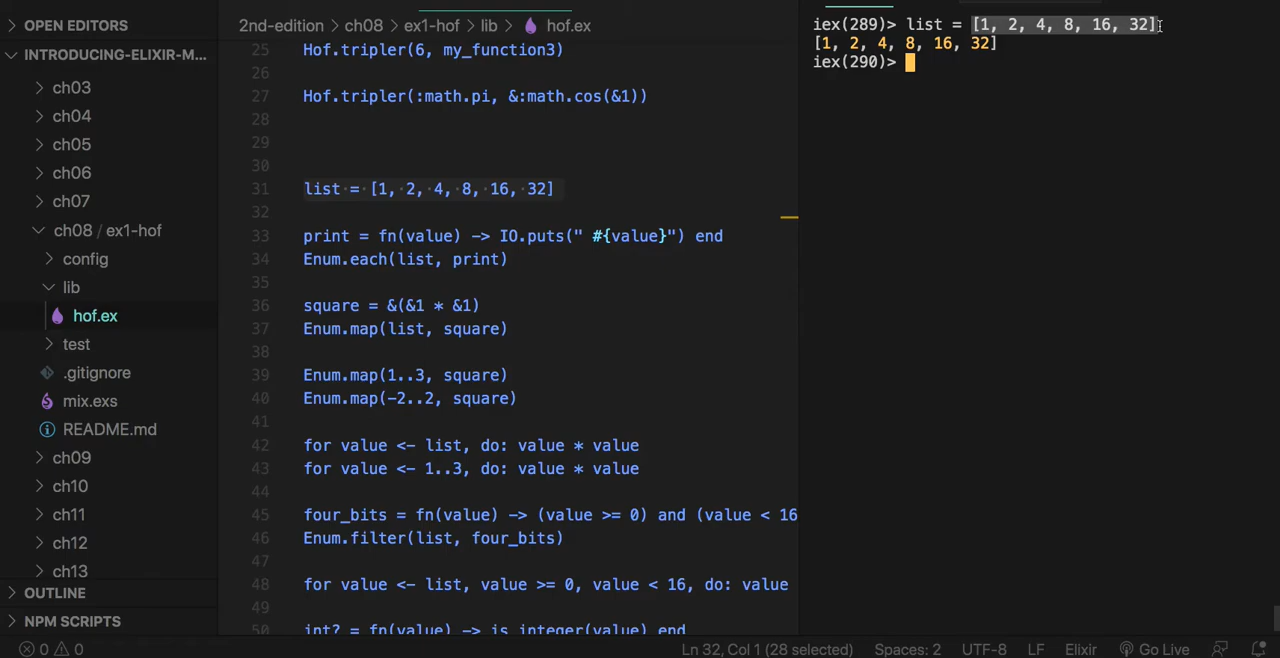 OPEN EDITORS
INTRODUCING-ELIXIR-M...
ch03
ch04
ch05
ch06
ch07
ch08 / ex1-hof
config
lib
hof.ex
test
.gitignore
mix.exs
README.md
ch09
ch10
ch11
ch12
ch13
OUTLINE
NPM SCRIPTS
2nd-edition > ch08 > ex1-hof > lib > hof.ex
25 Hof.tripler(6, my_function3)
26
27 Hof.tripler(:math.pi, &:math.cos(&1))
28
29
30
31 list = [1, 2, 4, 8, 16, 32]
32
33 print = fn(value) -> IO.puts(" #{value}") end
34 Enum.each(list, print)
35
36 square = &(&1 * &1)
37 Enum.map(list, square)
38
39 Enum.map(1..3, square)
40 Enum.map(-2..2, square)
41
42 for value <- list, do: value * value
43 for value <- 1..3, do: value * value
44
45 four_bits = fn(value) -> (value >= 0) and (value < 16
46 Enum.filter(list, four_bits)
47
48 for value <- list, value >= 0, value < 16, do: value
49
50 int? = fn(value) -> is_integer(value) end
iex(289)> list = [1, 2, 4, 8, 16, 32]
[1, 2, 4, 8, 16, 32]
iex(290)>
0 0 Ln 32, Col 1 (28 selected) Spaces: 2 UTF-8 LF Elixir Go Live